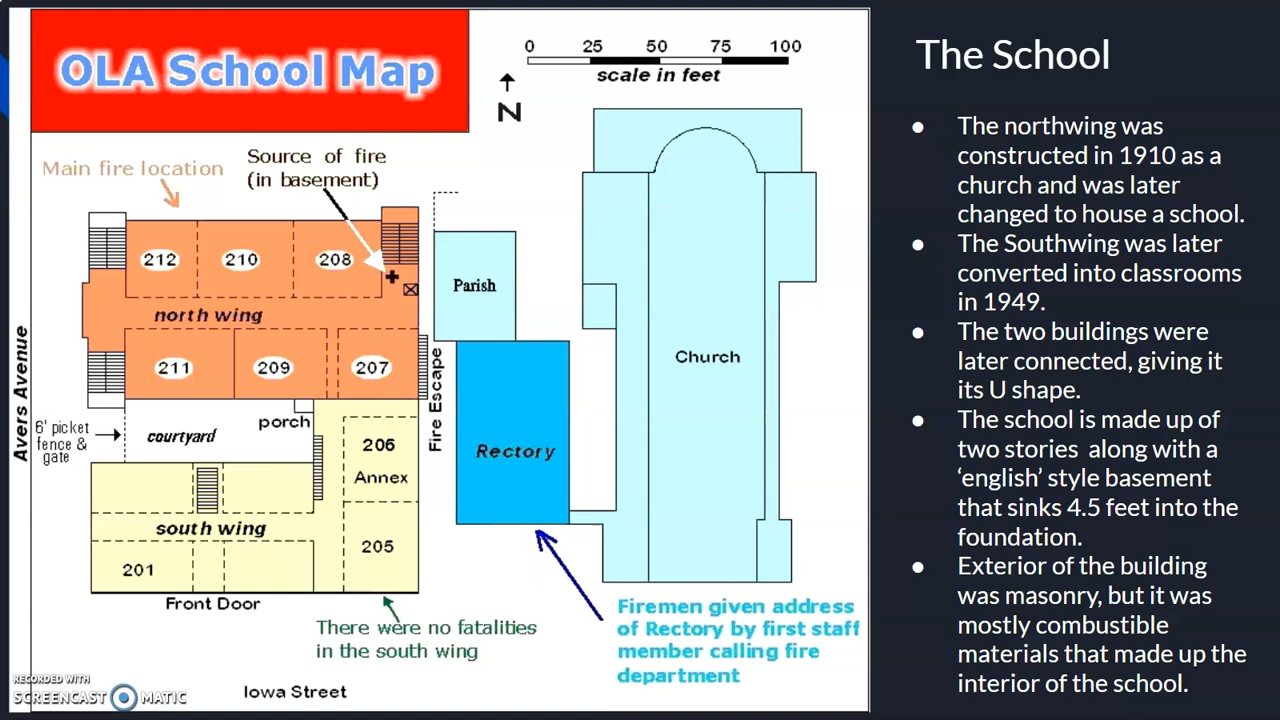 OLA School Map
0 25 50 75 100
scale in feet
N
Main fire location
Source of fire
(in basement)
212
210
208
Parish
north wing
211
209
207
Church
Avers Avenue
Fire Escape
6' picket
fence &
gate
courtyard
porch
206
Annex
Rectory
south wing
205
201
Front Door
There were no fatalities
in the south wing
Firemen given address
of Rectory by first staff
member calling fire
department
Iowa Street
RECORDED WITH
SCREENCAST MATIC
The School
● The northwing was
constructed in 1910 as a
church and was later
changed to house a school.
● The Southwing was later
converted into classrooms
in 1949.
● The two buildings were
later connected, giving it
its U shape.
● The school is made up of
two stories along with a
‘english’ style basement
that sinks 4.5 feet into the
foundation.
● Exterior of the building
was masonry, but it was
mostly combustible
materials that made up the
interior of the school.